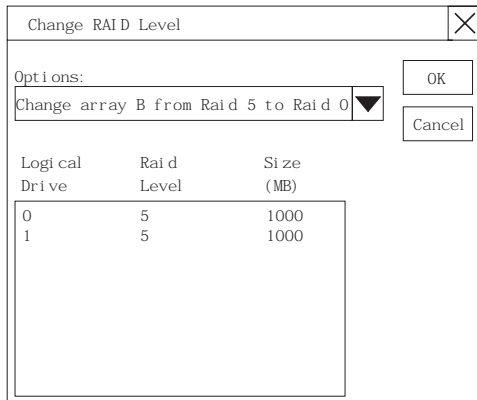 Change RAID Level
Options:
OK
Change array B from Raid 5 to Raid 0
Cancel
Logical Raid Size
Drive Level (MB)
0 5 1000
1 5 1000